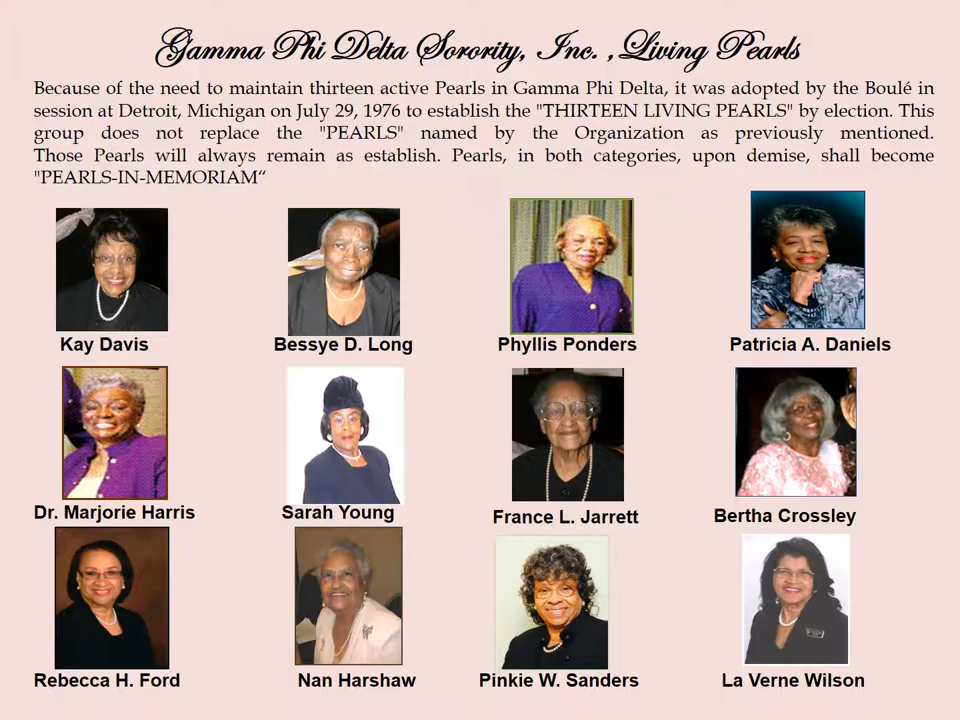 Gamma Phi Delta Sorority, Inc. ,Living Pearls
Because of the need to maintain thirteen active Pearls in Gamma Phi Delta, it was adopted by the Boulé in
session at Detroit, Michigan on July 29, 1976 to establish the "THIRTEEN LIVING PEARLS" by election. This
group does not replace the "PEARLS" named by the Organization as previously mentioned.
Those Pearls will always remain as establish. Pearls, in both categories, upon demise, shall become
"PEARLS-IN-MEMORIAM“
Kay Davis
Bessye D. Long
Phyllis Ponders
Patricia A. Daniels
Dr. Marjorie Harris
Sarah Young
France L. Jarrett
Bertha Crossley
Rebecca H. Ford
Nan Harshaw
Pinkie W. Sanders
La Verne Wilson